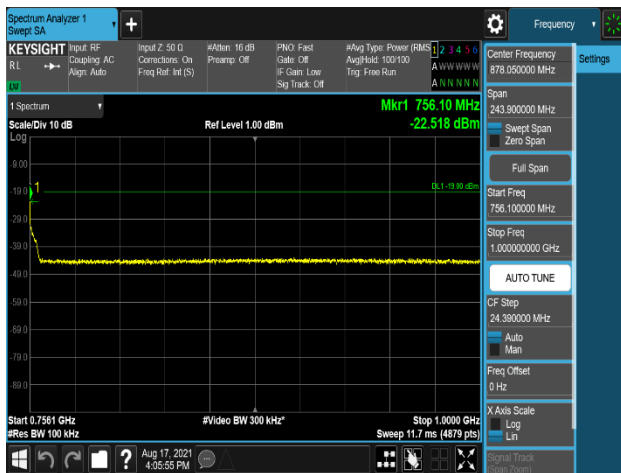 Spectrum Analyzer 1
Swept SA
+
Frequency
KEYSIGHT
RL
LXI
Input: RF
Coupling: AC
Align: Auto
Input Z: 50 Ω
Corrections: On
Freq Ref: Int (S)
#Atten: 16 dB
Preamp: Off
PNO: Fast
Gate: Off
IF Gain: Low
Sig Track: Off
#Avg Type: Power (RMS
Avg|Hold: 100/100
Trig: Free Run
1 2 3 4 5 6
A W W W W W
A N N N N N
Settings
1 Spectrum
Scale/Div 10 dB
Log
Ref Level 1.00 dBm
Mkr1 756.10 MHz
-22.518 dBm
-9.00
-19.0
-29.0
-39.0
-49.0
-59.0
-69.0
-79.0
-89.0
1
DL1 -19.00 dBm
Start 0.7561 GHz
#Res BW 100 kHz
#Video BW 300 kHz*
Stop 1.0000 GHz
Sweep 11.7 ms (4879 pts)
Center Frequency
878.050000 MHz
Span
243.900000 MHz
Swept Span
Zero Span
Full Span
Start Freq
756.100000 MHz
Stop Freq
1.000000000 GHz
AUTO TUNE
CF Step
24.390000 MHz
Auto
Man
Freq Offset
0 Hz
X Axis Scale
Log
Lin
Signal Track
(Span Zoom)
?
Aug 17, 2021
4:05:55 PM